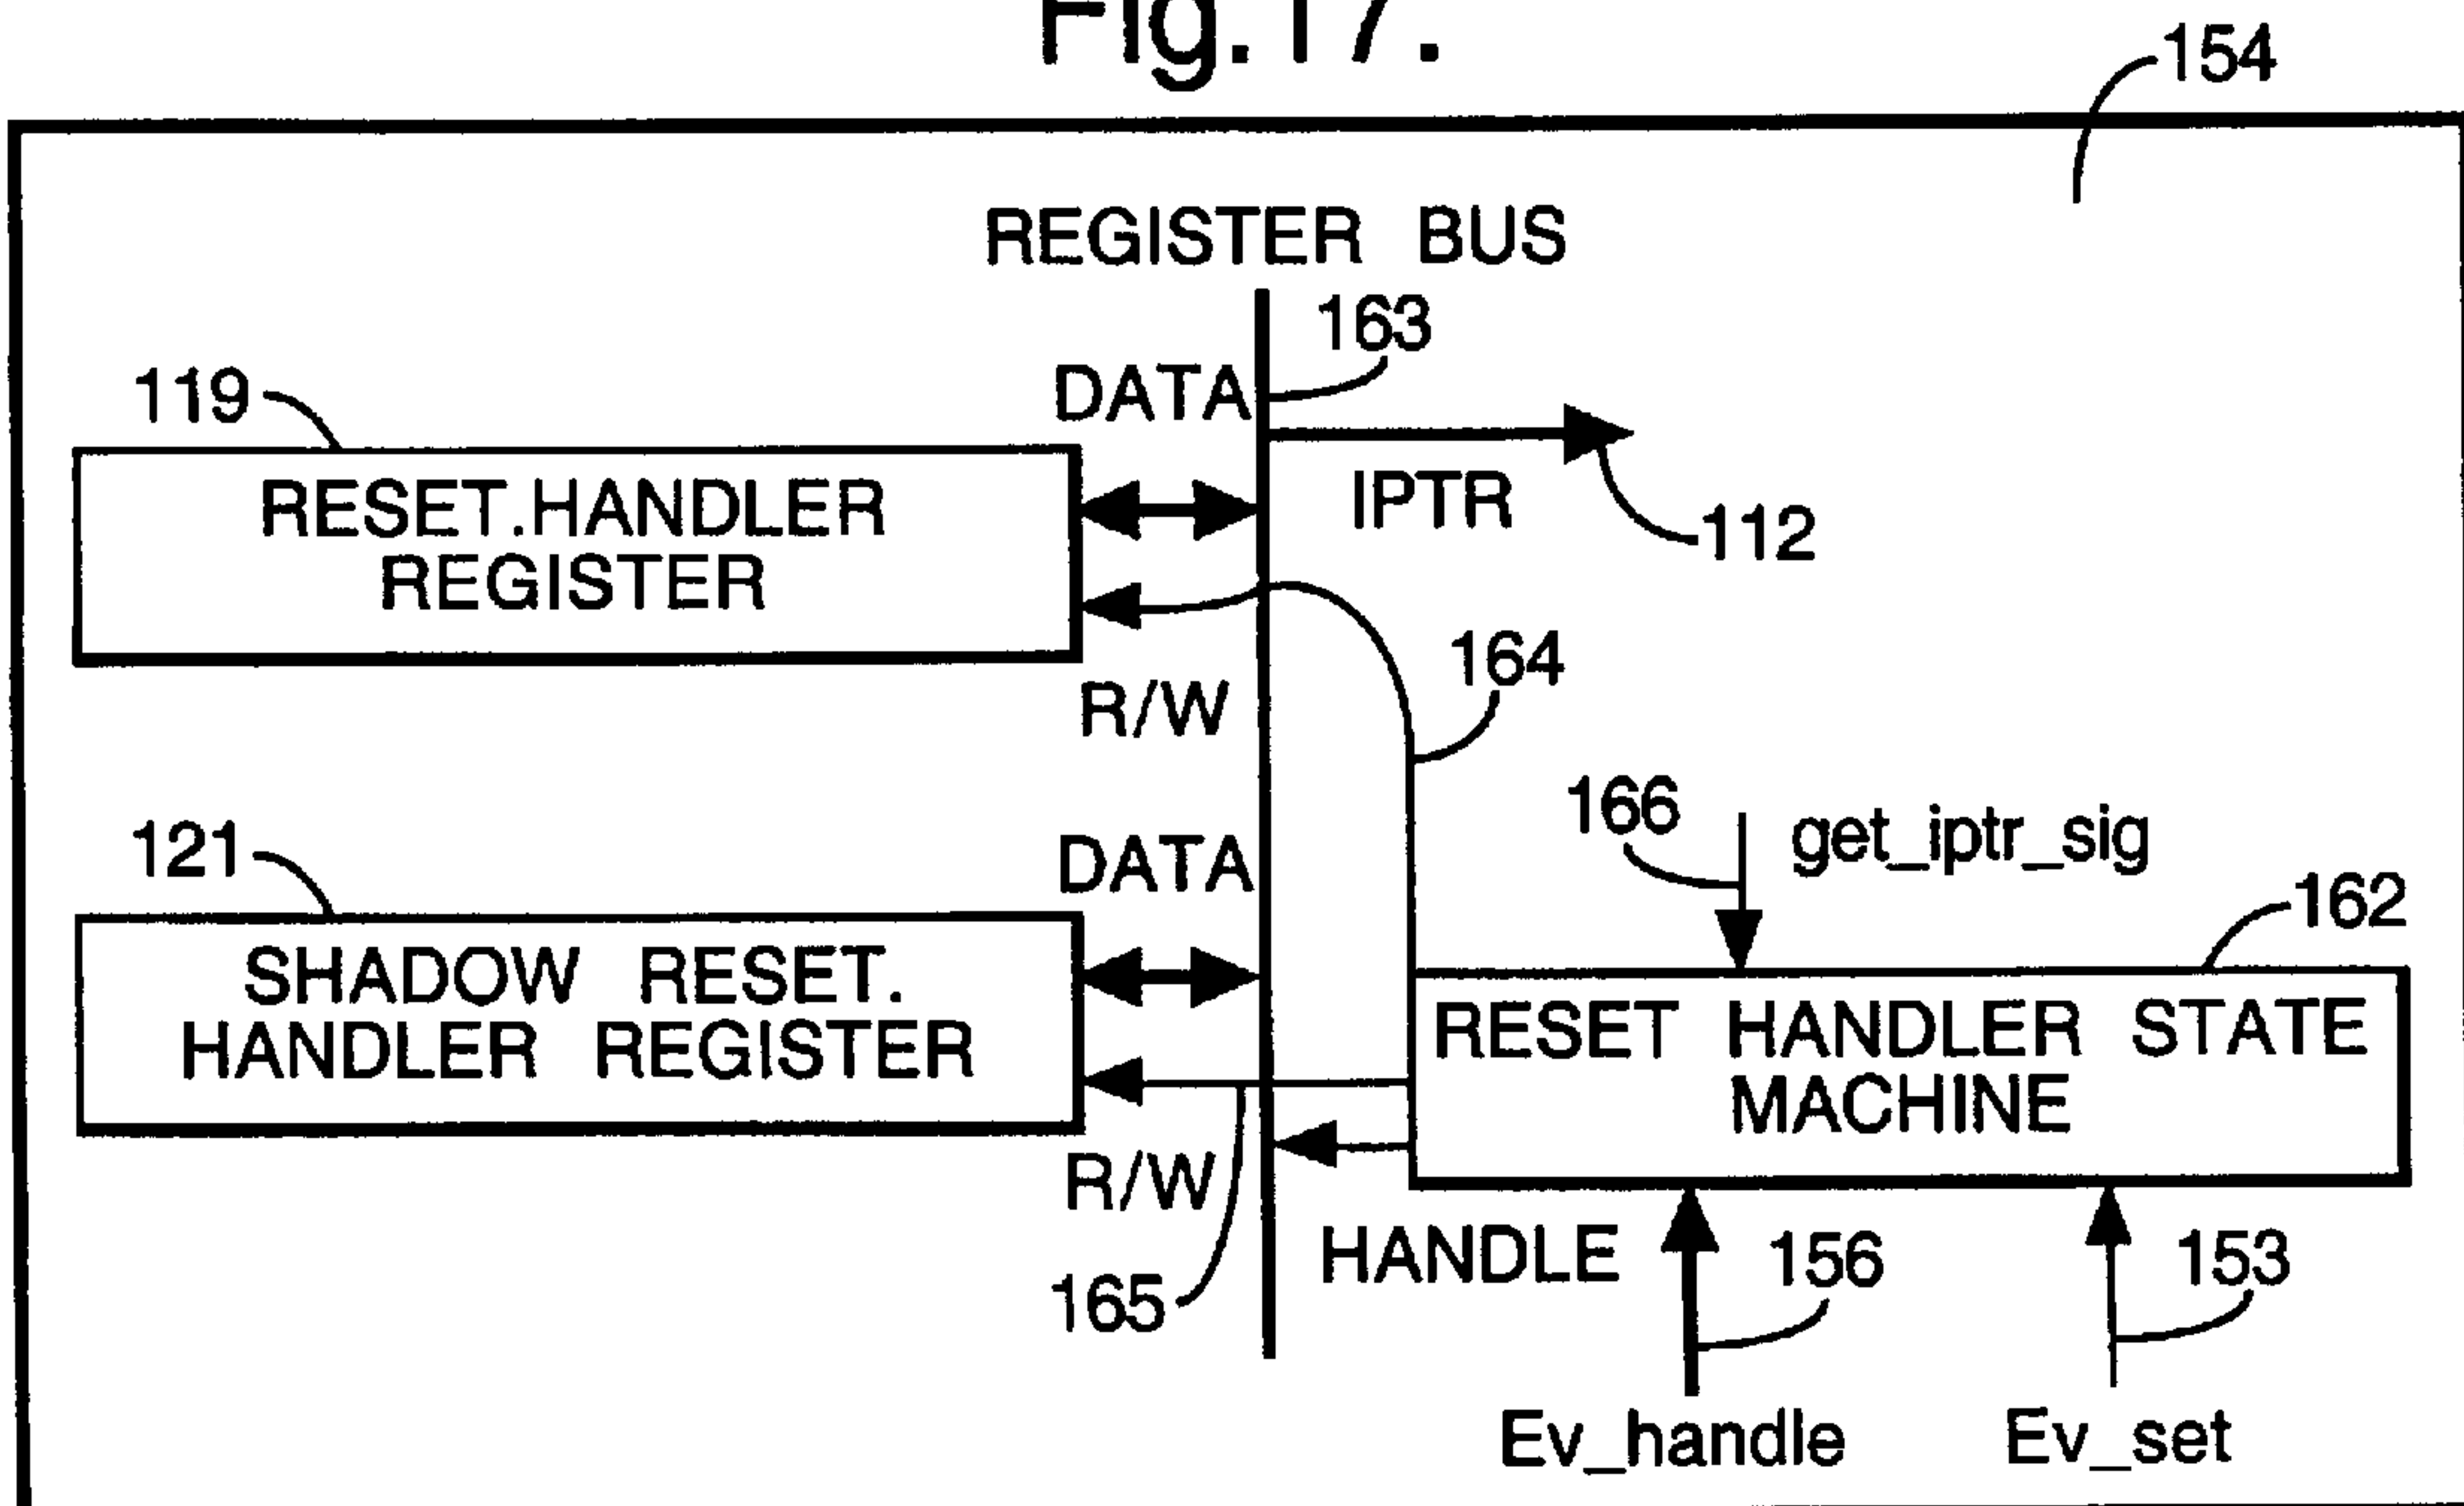 Fig.17.
154
REGISTER BUS
163
DATA
119
RESET.HANDLER
REGISTER
IPTR
112
R/W
164
166
get_iptr_sig
121
DATA
162
SHADOW RESET.
HANDLER REGISTER
RESET HANDLER STATE
MACHINE
R/W
HANDLE
165
156
153
Ev_handle
Ev_set